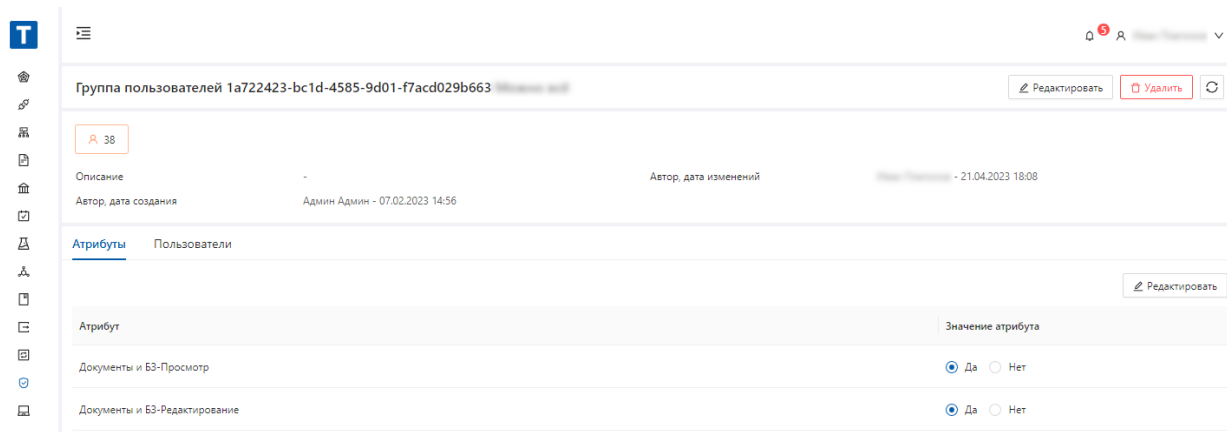 T
5
Группа пользователей 1a722423-bc1d-4585-9d01-f7acd029b663
Редактировать
Удалить
38
Описание - Автор, дата изменений - 21.04.2023 18:08
Автор, дата создания Админ Админ - 07.02.2023 14:56
Атрибуты Пользователи
Редактировать
Атрибут Значение атрибута
Документы и БЗ-Просмотр Да Нет
Документы и БЗ-Редактирование Да Нет